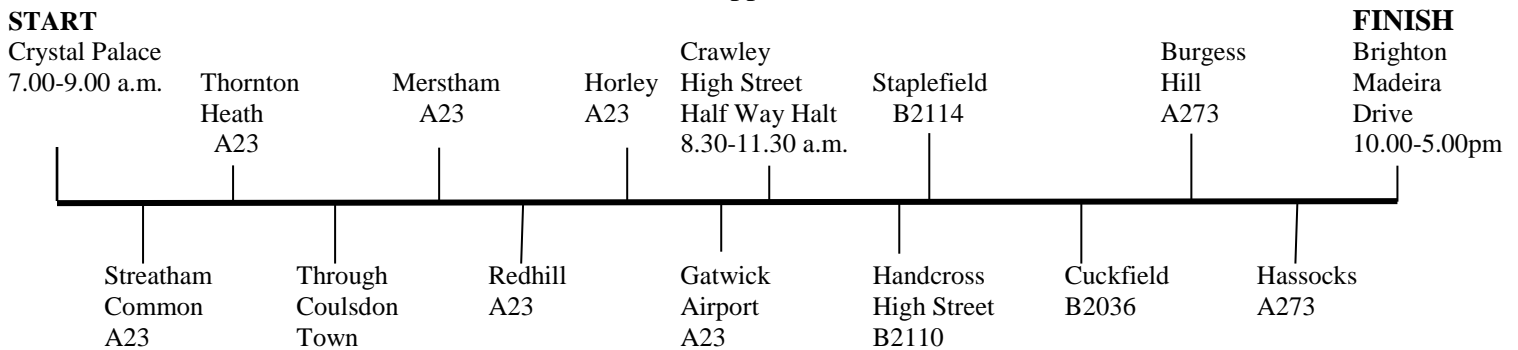 START
Crystal Palace
7.00-9.00 a.m.
Thornton
Heath
A23
Merstham
A23
Horley
A23
Crawley
High Street
Half Way Halt
8.30-11.30 a.m.
Staplefield
B2114
Burgess
Hill
A273
FINISH
Brighton
Madeira
Drive
10.00-5.00pm
Streatham
Common
A23
Through
Coulsdon
Town
Redhill
A23
Gatwick
Airport
A23
Handcross
High Street
B2110
Cuckfield
B2036
Hassocks
A273